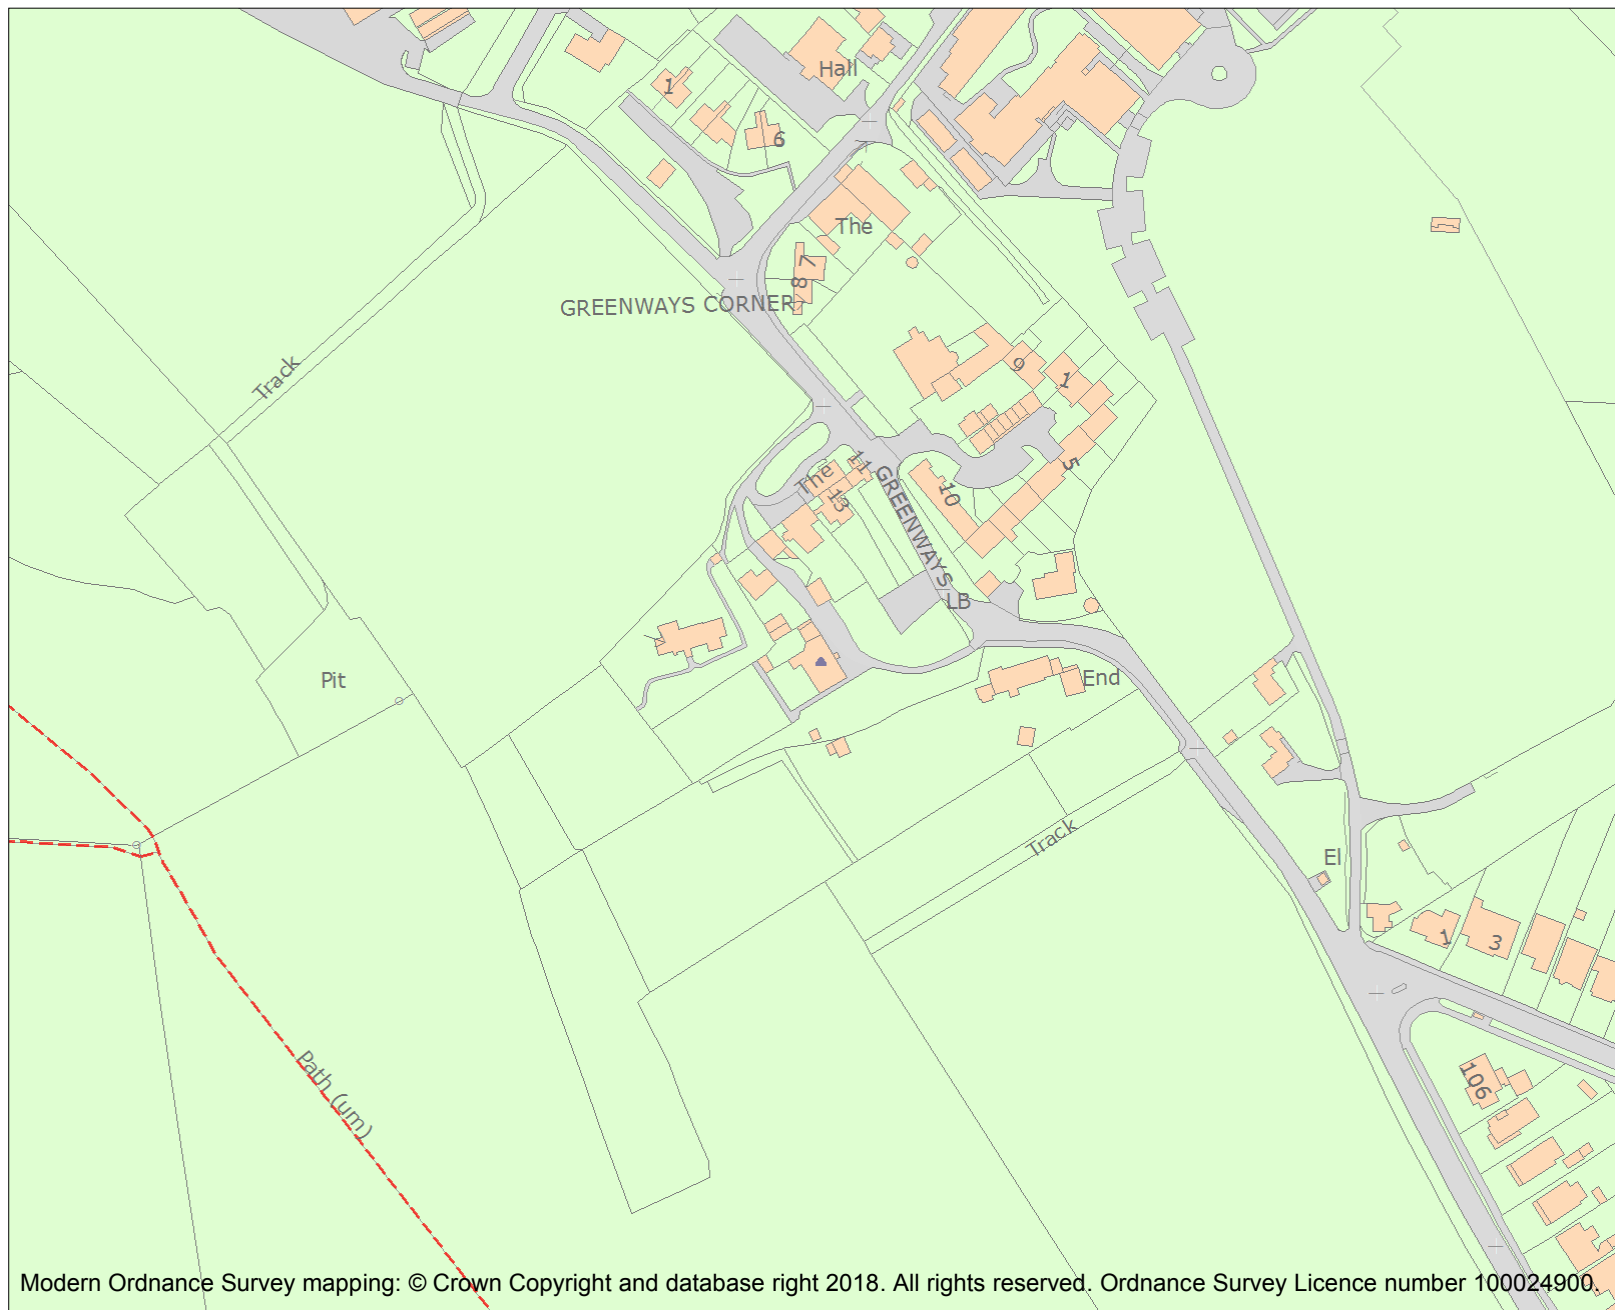 Hall
1
6
The
7
8
GREENWAYS CORNER
Track
9
1
The
11
13
GREENWAYS
10
5
LB
Pit
End
Track
El
1
3
Path (um)
106
Modern Ordnance Survey mapping: © Crown Copyright and database right 2018. All rights reserved. Ordnance Survey Licence number 100024900.